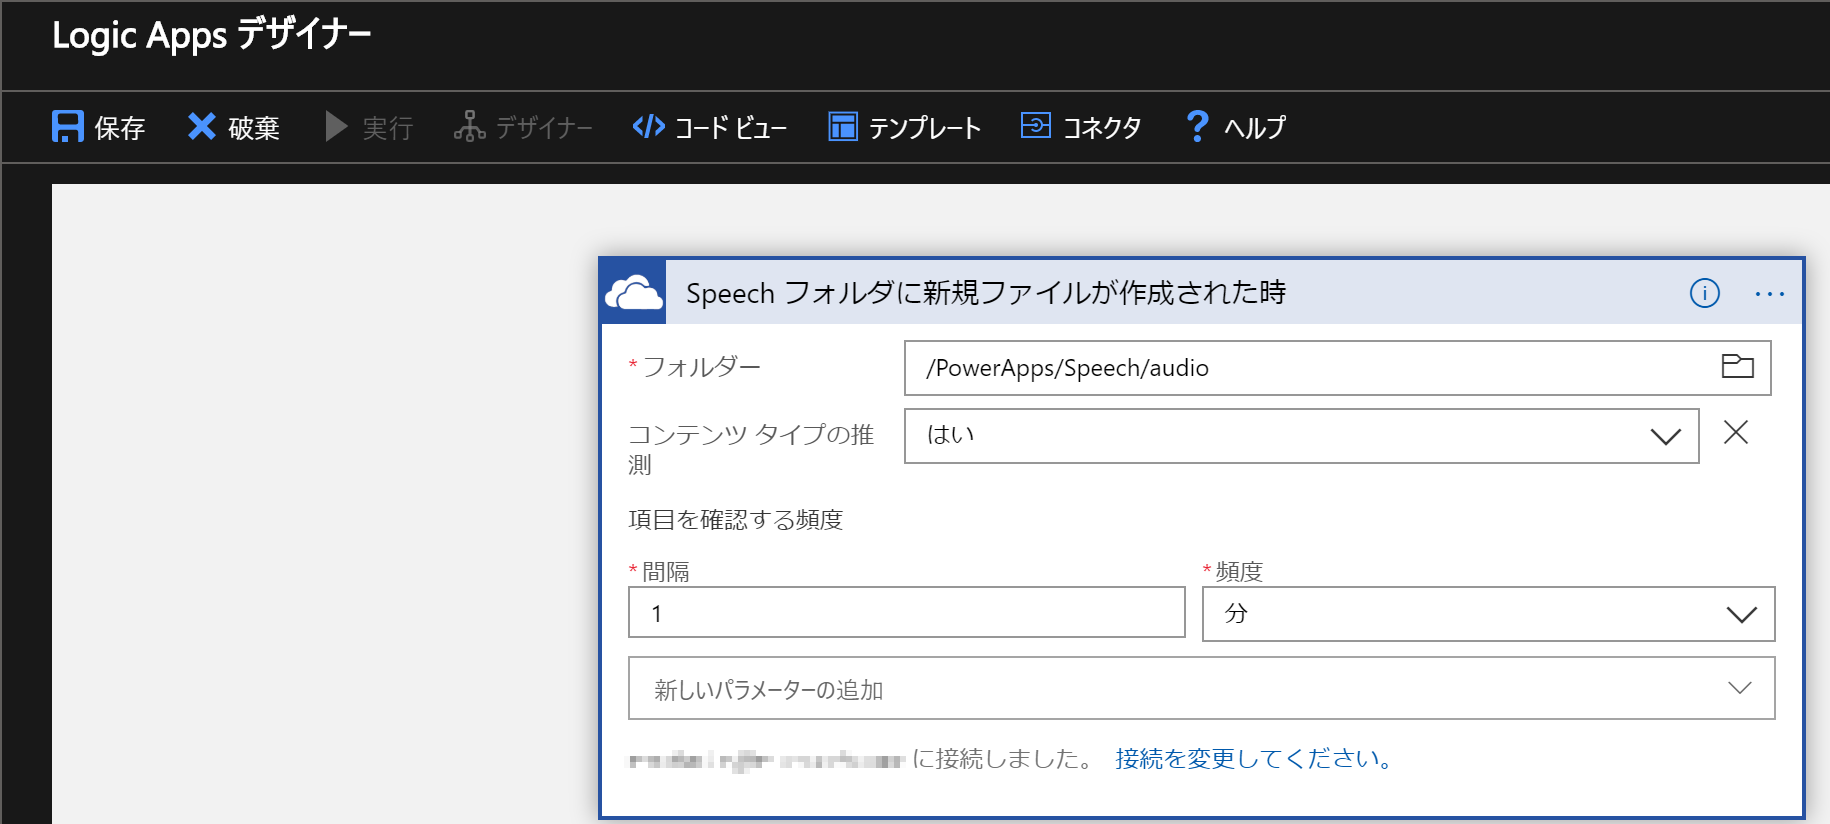 Logic Apps デザイナー
保存 破棄 実行 デザイナー コード ビュー テンプレート コネクタ ヘルプ
Speech フォルダに新規ファイルが作成された時
* フォルダー /PowerApps/Speech/audio
コンテンツ タイプの推測 はい
項目を確認する頻度
* 間隔 * 頻度
1 分
新しいパラメーターの追加
に接続しました。 接続を変更してください。